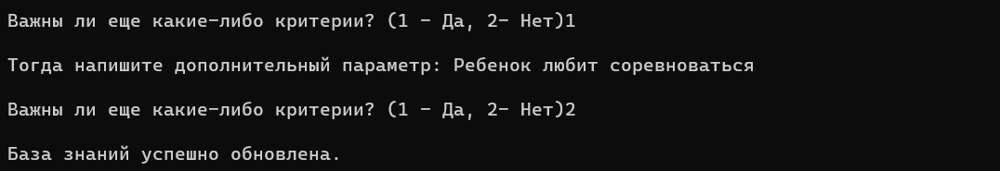 Важны ли еще какие-либо критерии? (1 - Да, 2- Нет)1
Тогда напишите дополнительный параметр: Ребенок любит соревноваться
Важны ли еще какие-либо критерии? (1 - Да, 2- Нет)2
База знаний успешно обновлена.